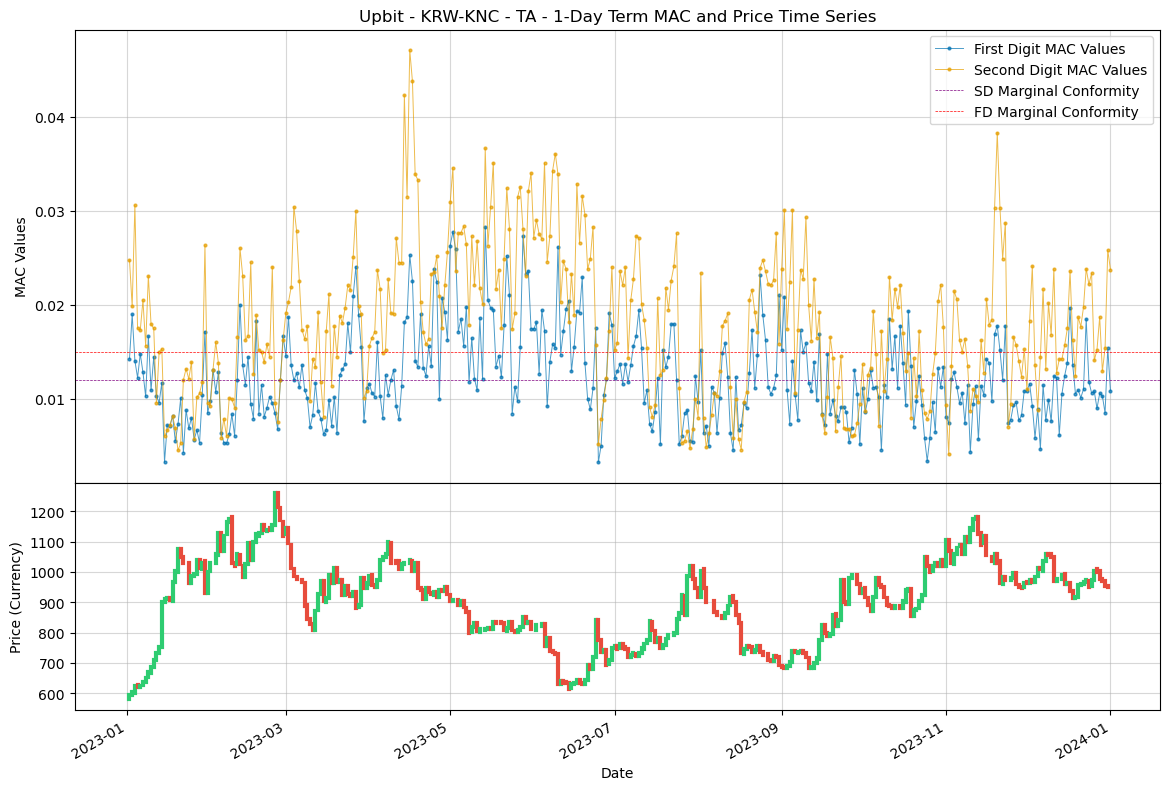 Upbit - KRW-KNC - TA - 1-Day Term MAC and Price Time Series
First Digit MAC Values
Second Digit MAC Values
SD Marginal Conformity
FD Marginal Conformity
MAC Values
0.04
0.03
0.02
0.01
Price (Currency)
1200
1100
1000
900
800
700
600
2023-01
2023-03
2023-05
2023-07
2023-09
2023-11
2024-01
Date